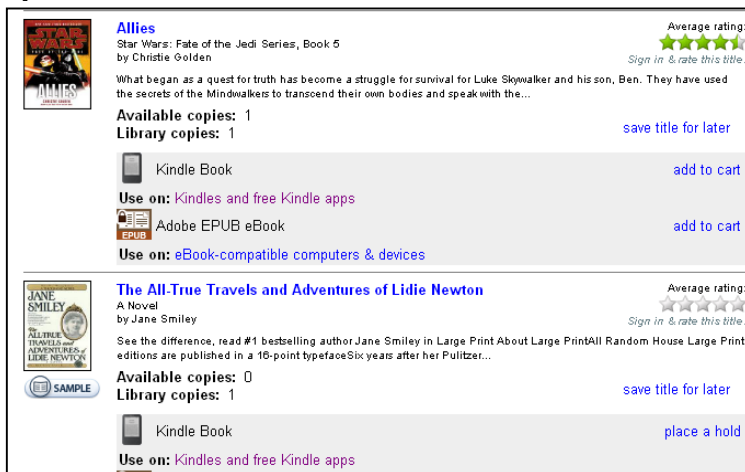 STAR WARS
ALLIES
Allies
Average rating:
Star Wars: Fate of the Jedi Series, Book 5
by Christie Golden
Sign in & rate this title.
What began as a quest for truth has become a struggle for survival for Luke Skywalker and his son, Ben. They have used
the secrets of the Mindwalkers to transcend their own bodies and speak with the...
Available copies: 1
Library copies: 1
save title for later
Kindle Book
add to cart
Use on: Kindles and free Kindle apps
EPUB
Adobe EPUB eBook
add to cart
Use on: eBook-compatible computers & devices
JANE
SMILEY
THE
ALL-TRUE
TRAVELS and
ADVENTURES of
LIDIE NEWTON
SAMPLE
The All-True Travels and Adventures of Lidie Newton
Average rating:
A Novel
by Jane Smiley
Sign in & rate this title.
See the difference, read #1 bestselling author Jane Smiley in Large Print About Large PrintAll Random House Large Print
editions are published in a 16-point typefaceSix years after her Pulitzer...
Available copies: 0
Library copies: 1
save title for later
Kindle Book
place a hold
Use on: Kindles and free Kindle apps